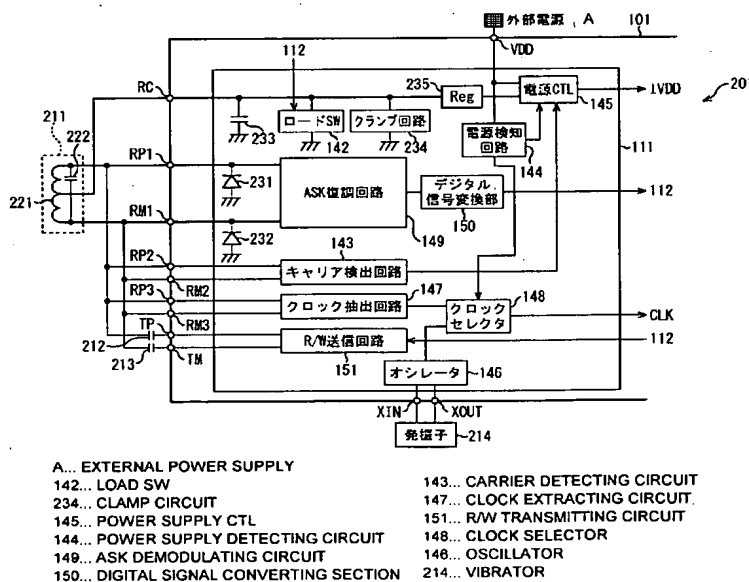 外部電源, A
101
VDD
112
RC
235
Reg
電源CTL
1VDD
201
145
211
222
233
ロードSW
142
クランプ回路
234
電源検知
回路
144
111
RP1
231
ASK復調回路
デジタル
信号変換部
112
150
221
RM1
232
149
RP2
143
キャリア検出回路
RM2
147
RP3
クロック抽出回路
148
クロック
セレクタ
CLK
RM3
TP
212
R/W送信回路
112
213
TM
151
オシレータ
146
XIN
XOUT
発振子
214
A... EXTERNAL POWER SUPPLY
142... LOAD SW
234... CLAMP CIRCUIT
145... POWER SUPPLY CTL
144... POWER SUPPLY DETECTING CIRCUIT
149... ASK DEMODULATING CIRCUIT
150... DIGITAL SIGNAL CONVERTING SECTION
143... CARRIER DETECTING CIRCUIT
147... CLOCK EXTRACTING CIRCUIT
151... R/W TRANSMITTING CIRCUIT
148... CLOCK SELECTOR
146... OSCILLATOR
214... VIBRATOR